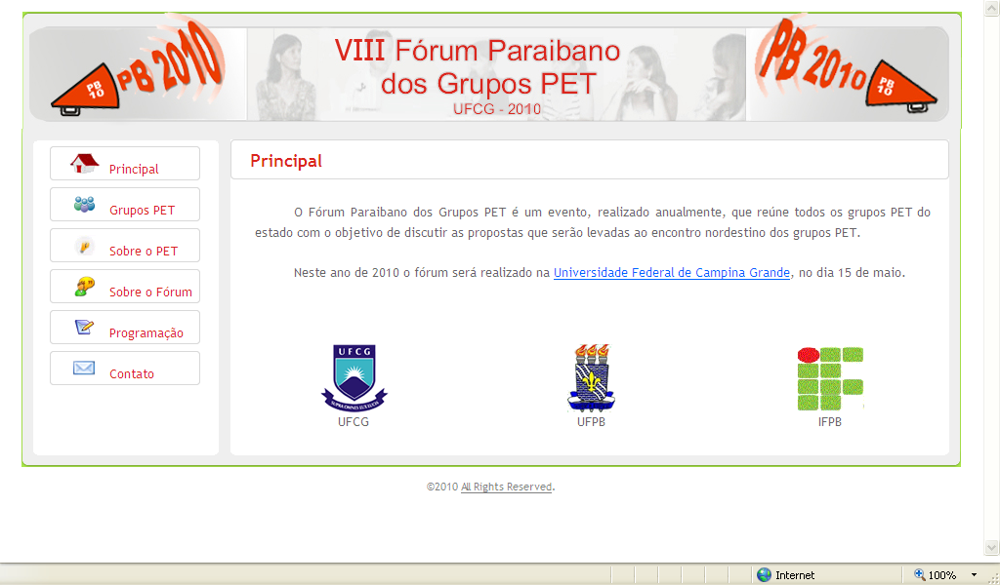 PB 2010
PB
10
VIII Fórum Paraibano
dos Grupos PET
UFCG - 2010
PB 2010
PB
10
Principal
Grupos PET
Sobre o PET
Sobre o Fórum
Programação
Contato
Principal
O Fórum Paraibano dos Grupos PET é um evento, realizado anualmente, que reúne todos os grupos PET do
estado com o objetivo de discutir as propostas que serão levadas ao encontro nordestino dos grupos PET.
Neste ano de 2010 o fórum será realizado na Universidade Federal de Campina Grande, no dia 15 de maio.
UFCG
UFCG
UFPB
IFPB
©2010 All Rights Reserved.
Internet
100%